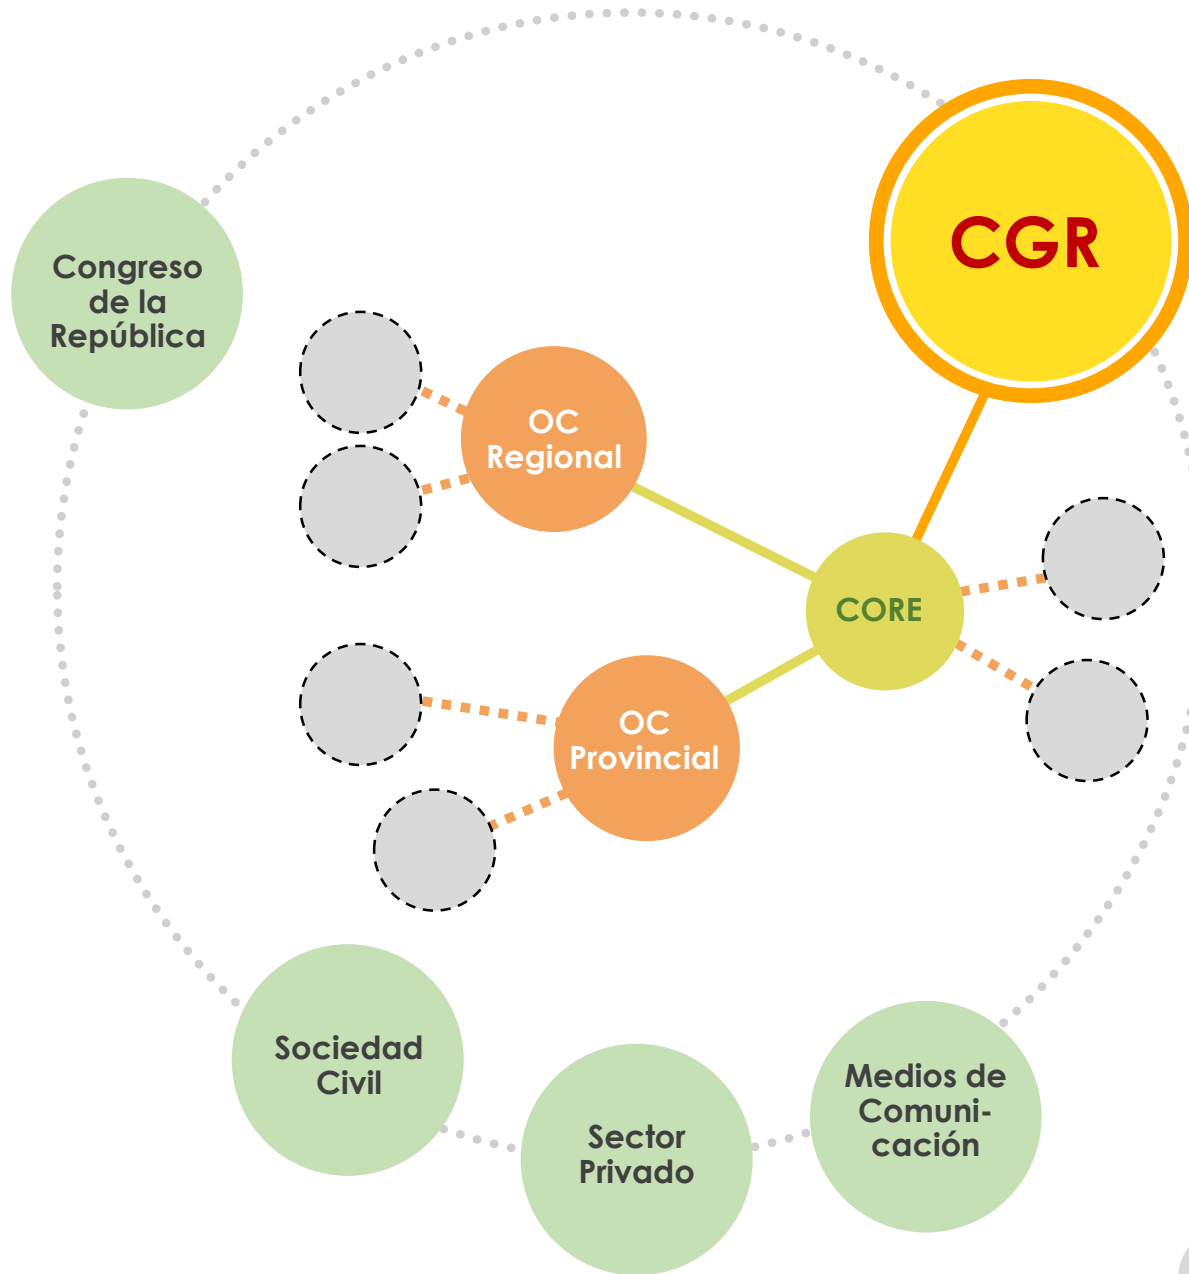 CGR
Congreso
de la
República
OC
Regional
CORE
OC
Provincial
Sociedad
Civil
Sector
Privado
Medios de
Comuni-
cación